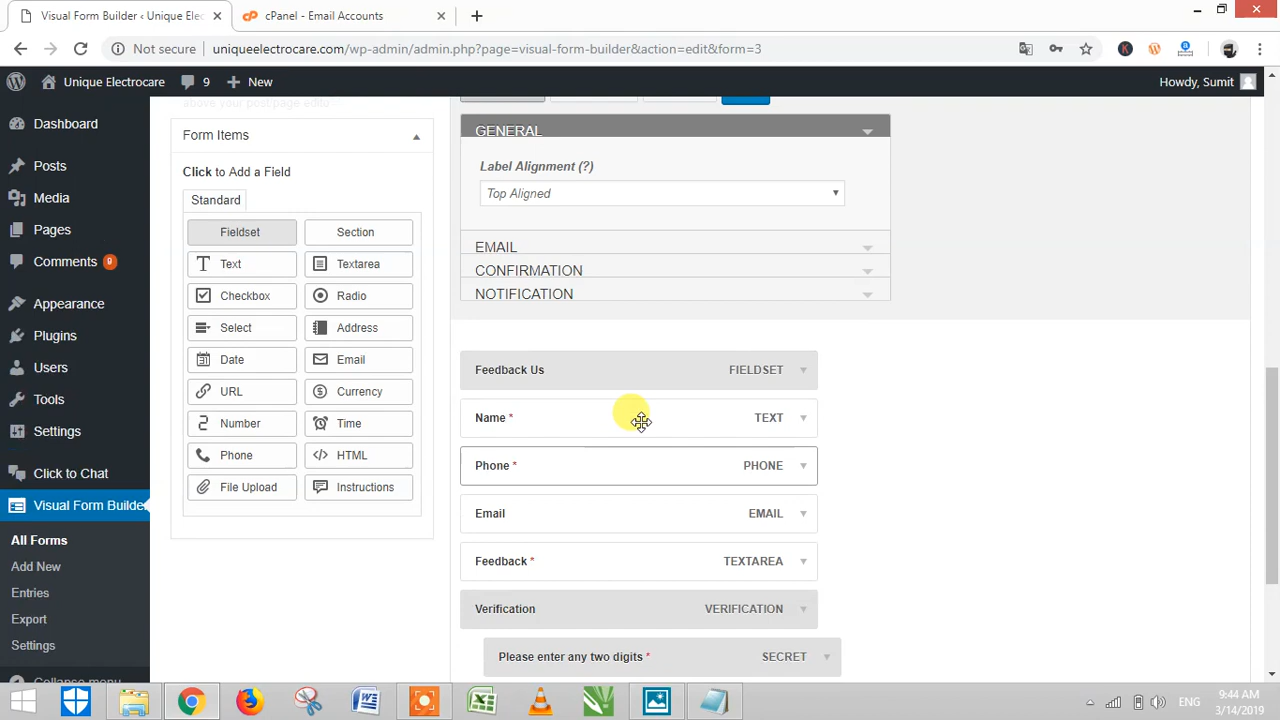 Visual Form Builder ‹ Unique Elec
cPanel - Email Accounts
Not secure
uniqueelectrocare.com/wp-admin/admin.php?page=visual-form-builder&action=edit&form=3
Unique Electrocare
9
New
Howdy, Sumit
Dashboard
Posts
Media
Pages
Comments 9
Appearance
Plugins
Users
Tools
Settings
Click to Chat
Visual Form Builde
All Forms
Add New
Entries
Export
Settings
Collapse menu
above your post/page editor.
Form Items
Click to Add a Field
Standard
Fieldset
Section
Text
Textarea
Checkbox
Radio
Select
Address
Date
Email
URL
Currency
Number
Time
Phone
HTML
File Upload
Instructions
GENERAL
Label Alignment (?)
Top Aligned
EMAIL
CONFIRMATION
NOTIFICATION
Feedback Us FIELDSET
Name * TEXT
Phone * PHONE
Email EMAIL
Feedback * TEXTAREA
Verification VERIFICATION
Please enter any two digits * SECRET
ENG
9:44 AM
3/14/2019